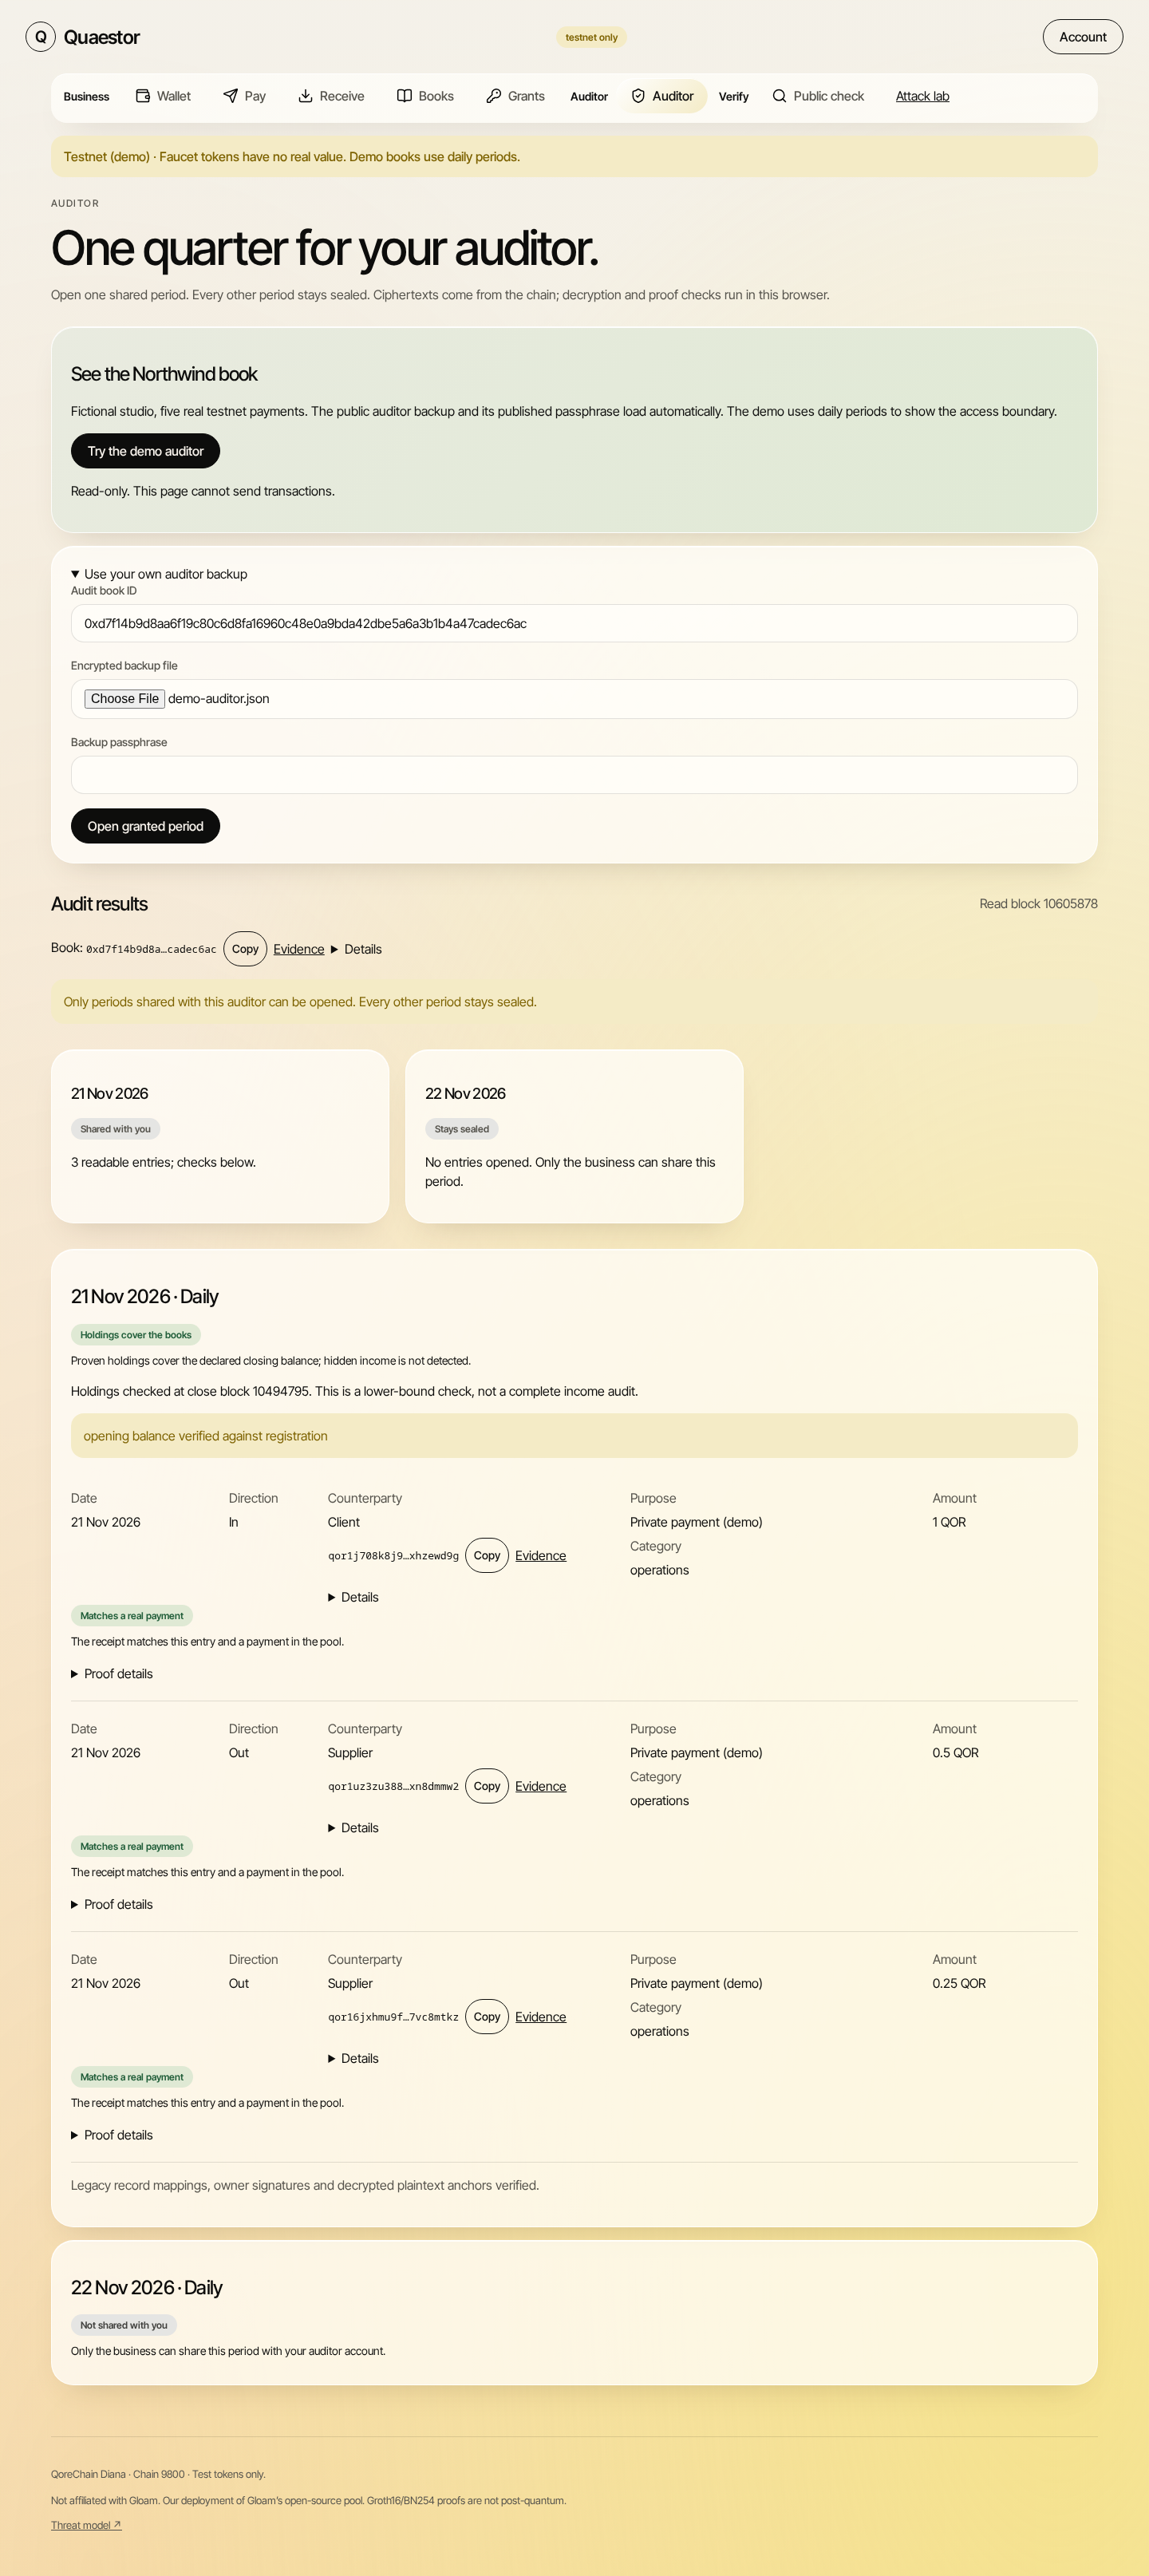 Q Quaestor
testnet only
Account
Business Wallet Pay Receive Books Grants Auditor Auditor Verify Public check Attack lab
Testnet (demo) · Faucet tokens have no real value. Demo books use daily periods.
AUDITOR
One quarter for your auditor.
Open one shared period. Every other period stays sealed. Ciphertexts come from the chain; decryption and proof checks run in this browser.
See the Northwind book
Fictional studio, five real testnet payments. The public auditor backup and its published passphrase load automatically. The demo uses daily periods to show the access boundary.
Try the demo auditor
Read-only. This page cannot send transactions.
▼ Use your own auditor backup
Audit book ID
0xd7f14b9d8aa6f19c80c6d8fa16960c48e0a9bda42dbe5a6a3b1b4a47cadec6ac
Encrypted backup file
Choose File demo-auditor.json
Backup passphrase
Open granted period
Audit results
Read block 10605878
Book: 0xd7f14b9d8a…cadec6ac Copy Evidence ▶ Details
Only periods shared with this auditor can be opened. Every other period stays sealed.
21 Nov 2026
Shared with you
3 readable entries; checks below.
22 Nov 2026
Stays sealed
No entries opened. Only the business can share this
period.
21 Nov 2026 · Daily
Holdings cover the books
Proven holdings cover the declared closing balance; hidden income is not detected.
Holdings checked at close block 10494795. This is a lower-bound check, not a complete income audit.
opening balance verified against registration
Date Direction Counterparty Purpose Amount
21 Nov 2026 In Client Private payment (demo) 1 QOR
Category
qor1j708k8j9…xhzewd9g Copy Evidence
operations
▶ Details
Matches a real payment
The receipt matches this entry and a payment in the pool.
▶ Proof details
Date Direction Counterparty Purpose Amount
21 Nov 2026 Out Supplier Private payment (demo) 0.5 QOR
Category
qor1uz3zu388…xn8dmmw2 Copy Evidence
operations
▶ Details
Matches a real payment
The receipt matches this entry and a payment in the pool.
▶ Proof details
Date Direction Counterparty Purpose Amount
21 Nov 2026 Out Supplier Private payment (demo) 0.25 QOR
Category
qor16jxhmu9f…7vc8mtkz Copy Evidence
operations
▶ Details
Matches a real payment
The receipt matches this entry and a payment in the pool.
▶ Proof details
Legacy record mappings, owner signatures and decrypted plaintext anchors verified.
22 Nov 2026 · Daily
Not shared with you
Only the business can share this period with your auditor account.
QoreChain Diana · Chain 9800 · Test tokens only.
Not affiliated with Gloam. Our deployment of Gloam's open-source pool. Groth16/BN254 proofs are not post-quantum.
Threat model ↗